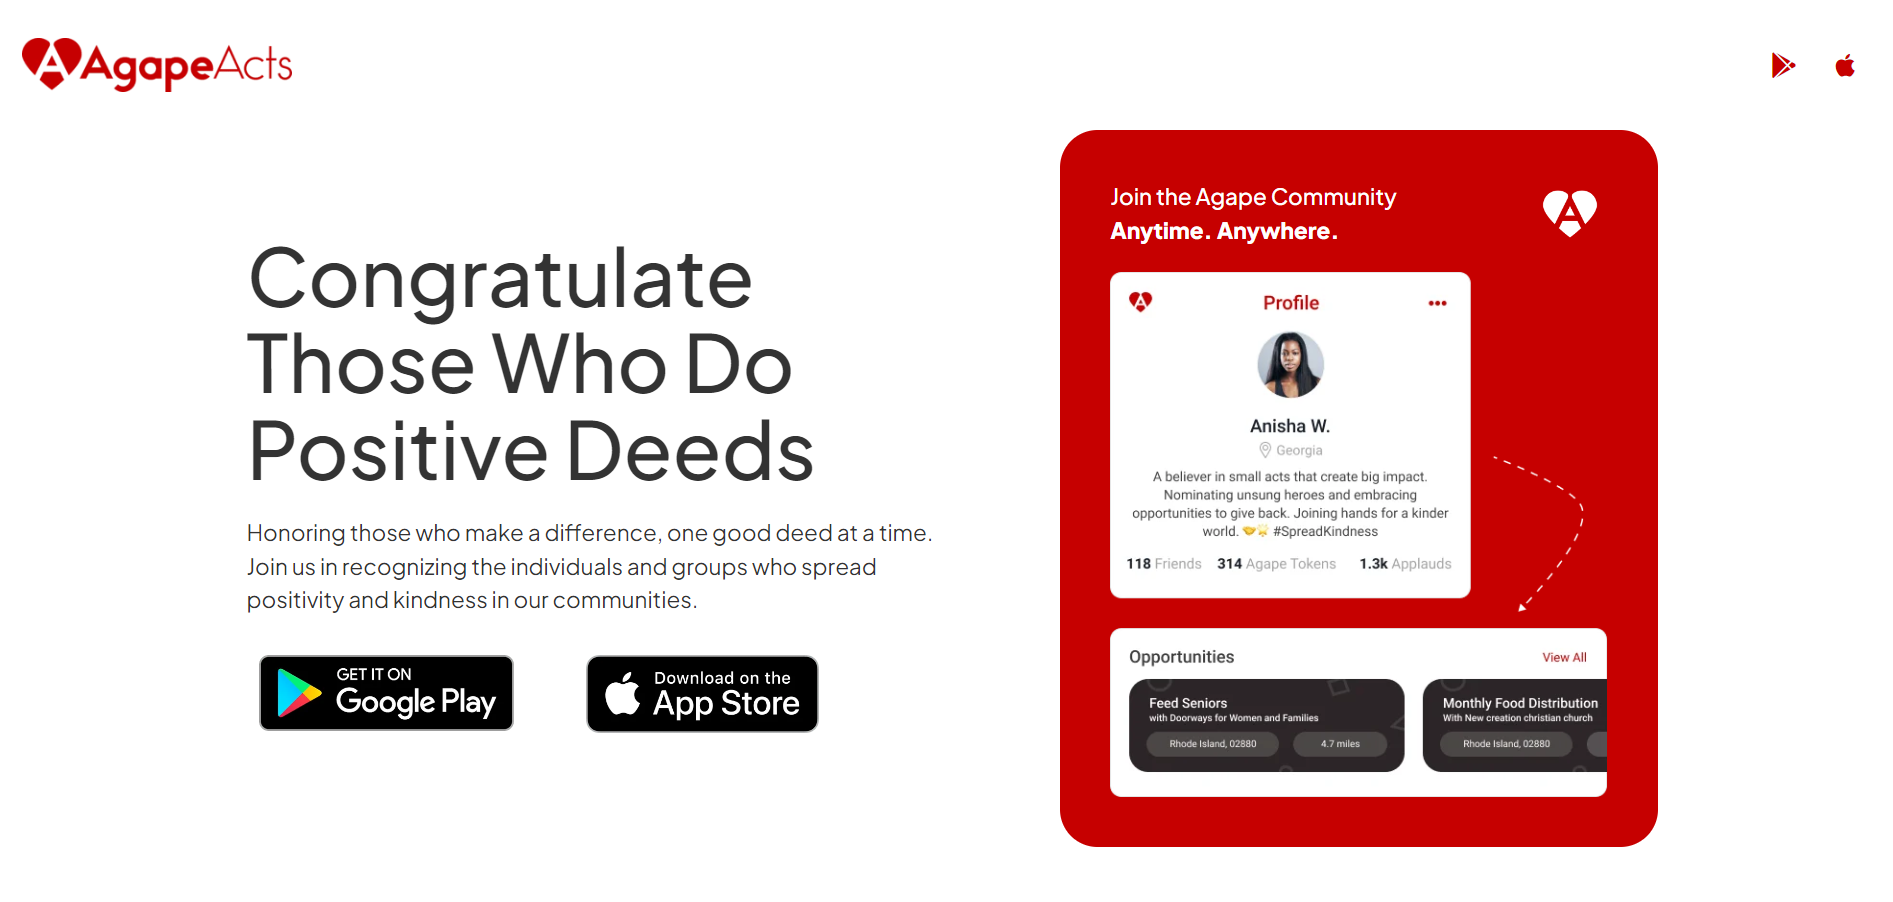 AgapeActs
Join the Agape Community
Anytime. Anywhere.
Congratulate
Those Who Do
Positive Deeds
Honoring those who make a difference, one good deed at a time.
Join us in recognizing the individuals and groups who spread
positivity and kindness in our communities.
GET IT ON
Google Play
Download on the
App Store
Profile
Anisha W.
Georgia
A believer in small acts that create big impact.
Nominating unsung heroes and embracing
opportunities to give back. Joining hands for a kinder
world. 🤝🌟 #SpreadKindness
118 Friends 314 Agape Tokens 1.3k Applauds
Opportunities View All
Feed Seniors
with Doorways for Women and Families
Rhode Island, 02880 4.7 miles
Monthly Food Distribution
With New creation christian church
Rhode Island, 02880